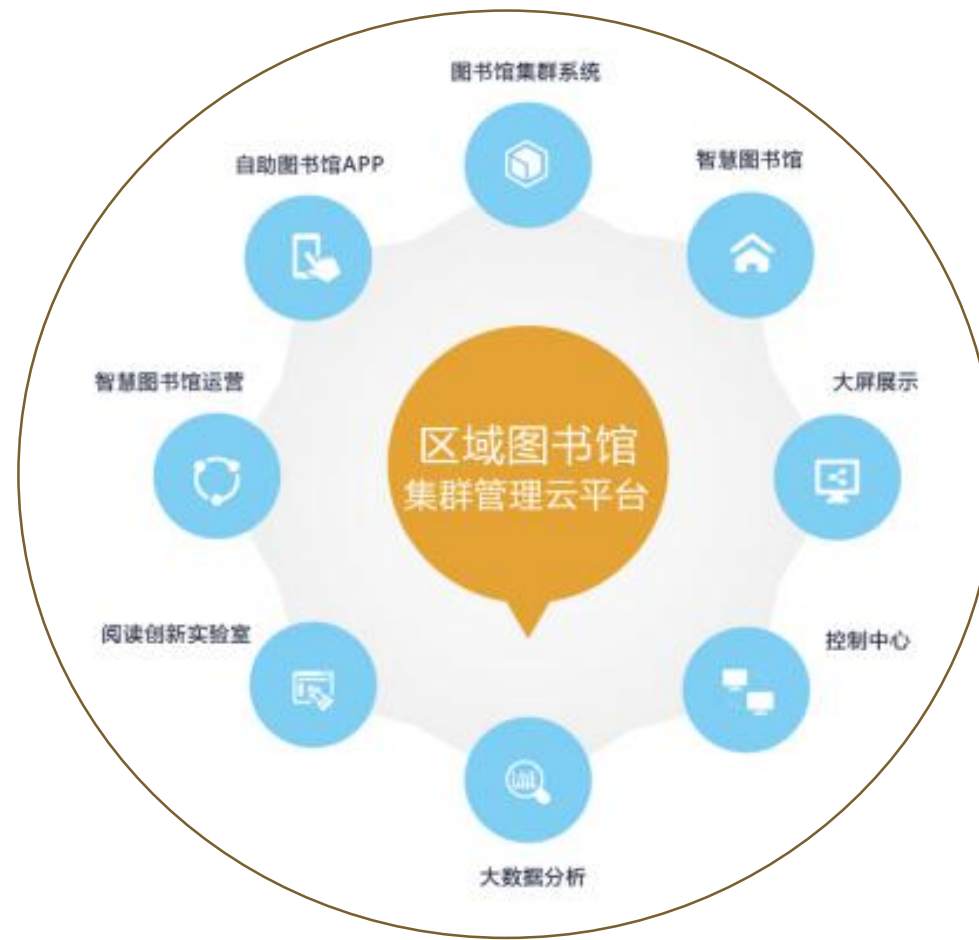 图书馆集群系统
自助图书馆APP
智慧图书馆
智慧图书馆运营
大屏展示
区域图书馆
集群管理云平台
阅读创新实验室
控制中心
大数据分析